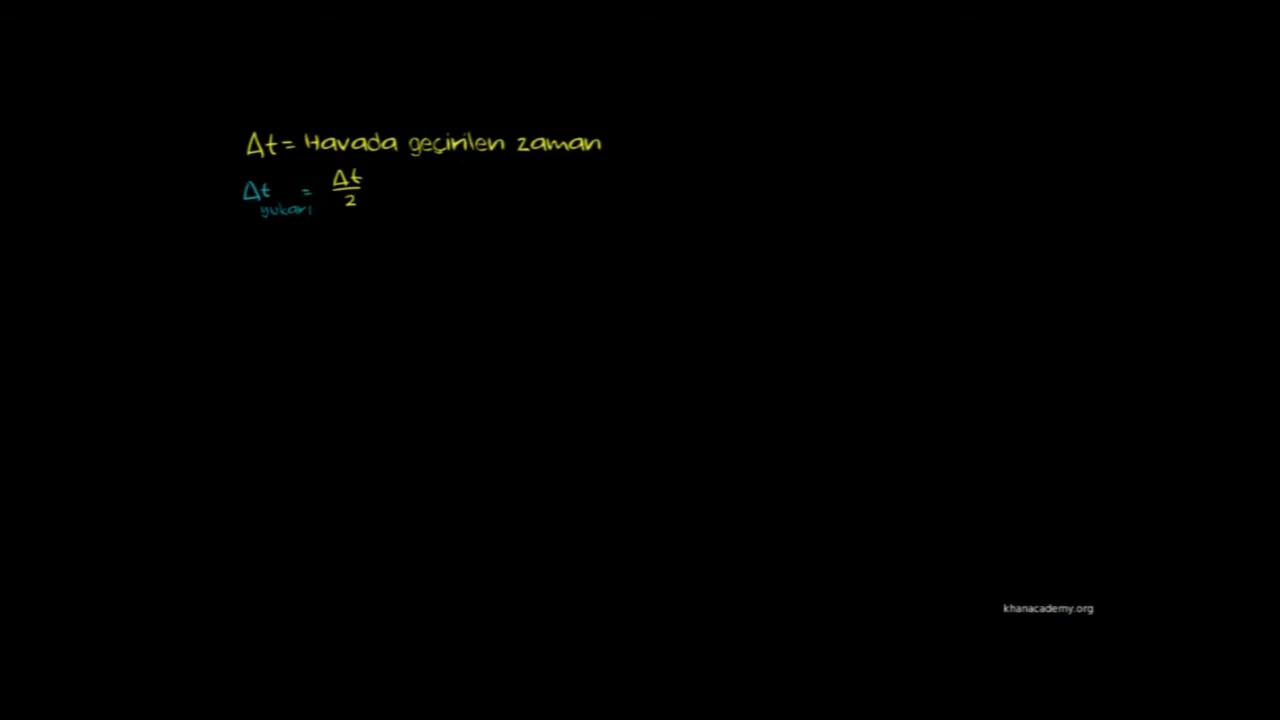 Δt = Havada geçirilen zaman
Δt yukarı = Δt/2
khanacademy.org